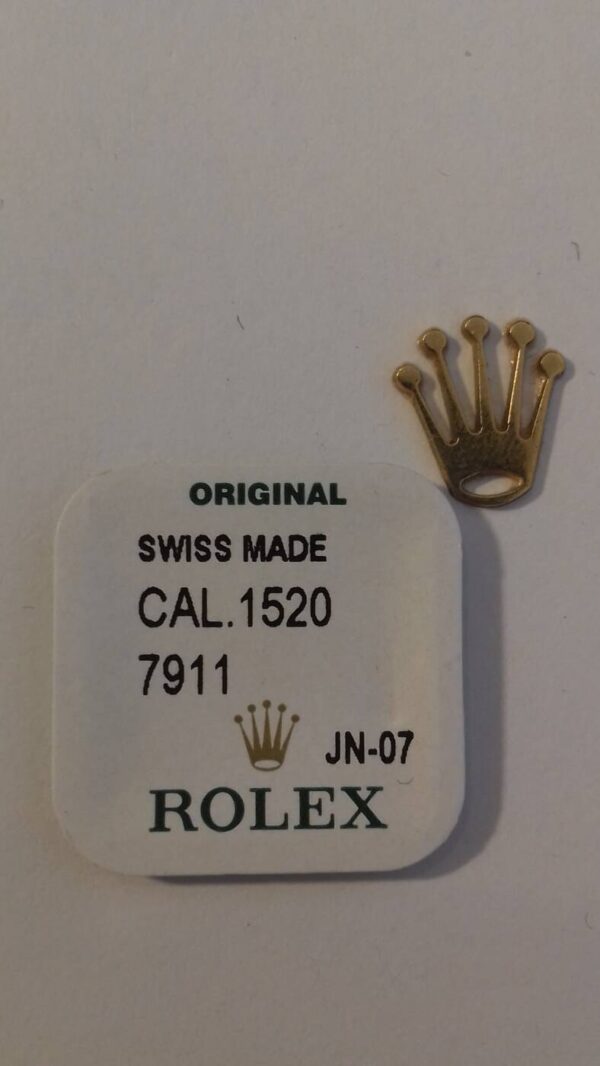 ORIGINAL
SWISS MADE
CAL.1520
7911
JN-07
ROLEX